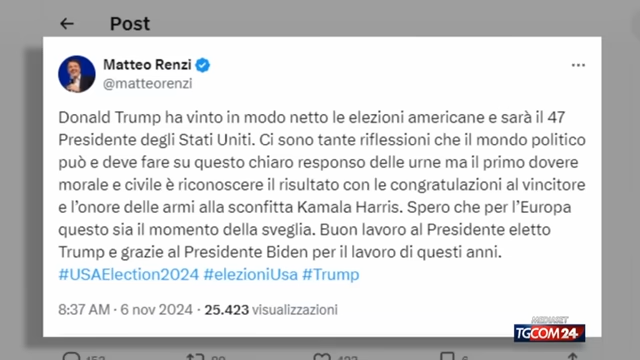 Post
Matteo Renzi
@matteorenzi
Donald Trump ha vinto in modo netto le elezioni americane e sarà il 47
Presidente degli Stati Uniti. Ci sono tante riflessioni che il mondo politico
può e deve fare su questo chiaro responso delle urne ma il primo dovere
morale e civile è riconoscere il risultato con le congratulazioni al vincitore
e l'onore delle armi alla sconfitta Kamala Harris. Spero che per l'Europa
questo sia il momento della sveglia. Buon lavoro al Presidente eletto
Trump e grazie al Presidente Biden per il lavoro di questi anni.
#USAElection2024 #elezioniUsa #Trump
8:37 AM · 6 nov 2024 · 25.423 visualizzazioni
MEDIASET
TGCOM24